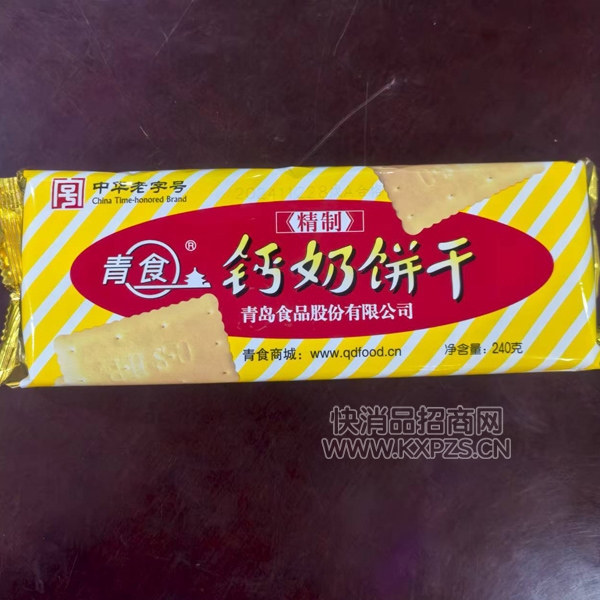 中华老字号
China Time-honored Brand
《精制》
青食®
钙奶饼干
青岛食品股份有限公司
青食商城：www.qdfood.cn
净含量：240克
快消品招商网
WWW.KXPZS.CN